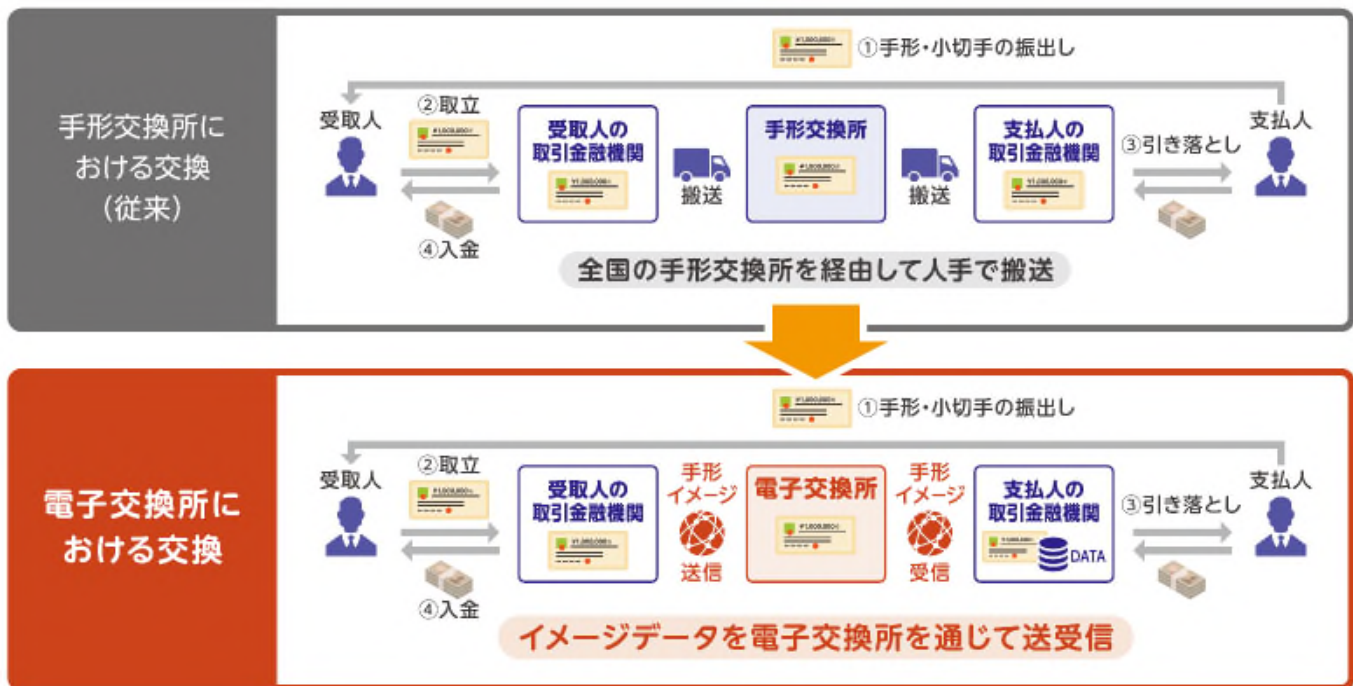 手形交換所に
おける交換
（従来）
①手形・小切手の振出し
受取人
②取立
④入金
受取人の
取引金融機関
搬送
手形交換所
搬送
支払人の
取引金融機関
③引き落とし
支払人
全国の手形交換所を経由して人手で搬送
電子交換所に
おける交換
①手形・小切手の振出し
受取人
②取立
④入金
受取人の
取引金融機関
手形
イメージ
送信
電子交換所
手形
イメージ
受信
支払人の
取引金融機関
DATA
③引き落とし
支払人
イメージデータを電子交換所を通じて送受信